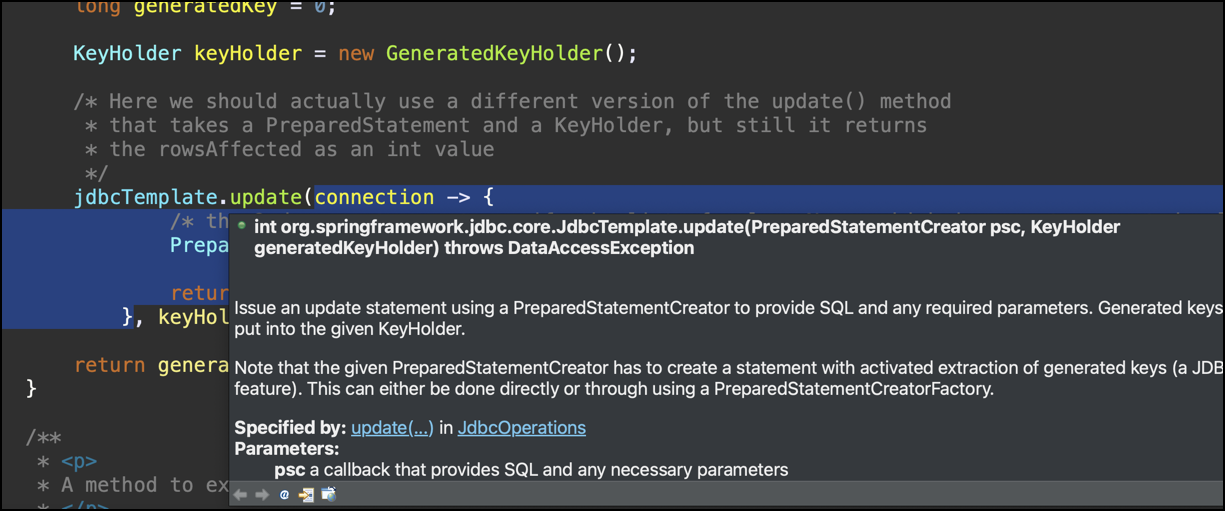 long generatedKey = 0;
KeyHolder keyHolder = new GeneratedKeyHolder();
/* Here we should actually use a different version of the update() method
* that takes a PreparedStatement and a KeyHolder, but still it returns
* the rowsAffected as an int value
*/
jdbcTemplate.update(connection -> {
/* th
Prepa
int org.springframework.jdbc.core.JdbcTemplate.update(PreparedStatementCreator psc, KeyHolder
generatedKeyHolder) throws DataAccessException
retur
}, keyHol
Issue an update statement using a PreparedStatementCreator to provide SQL and any required parameters. Generated keys
put into the given KeyHolder.
return genera
}
Note that the given PreparedStatementCreator has to create a statement with activated extraction of generated keys (a JDB
feature). This can either be done directly or through using a PreparedStatementCreatorFactory.
/**
* <p>
* A method to ex
* </p>
Specified by: update(...) in JdbcOperations
Parameters:
psc a callback that provides SQL and any necessary parameters
@